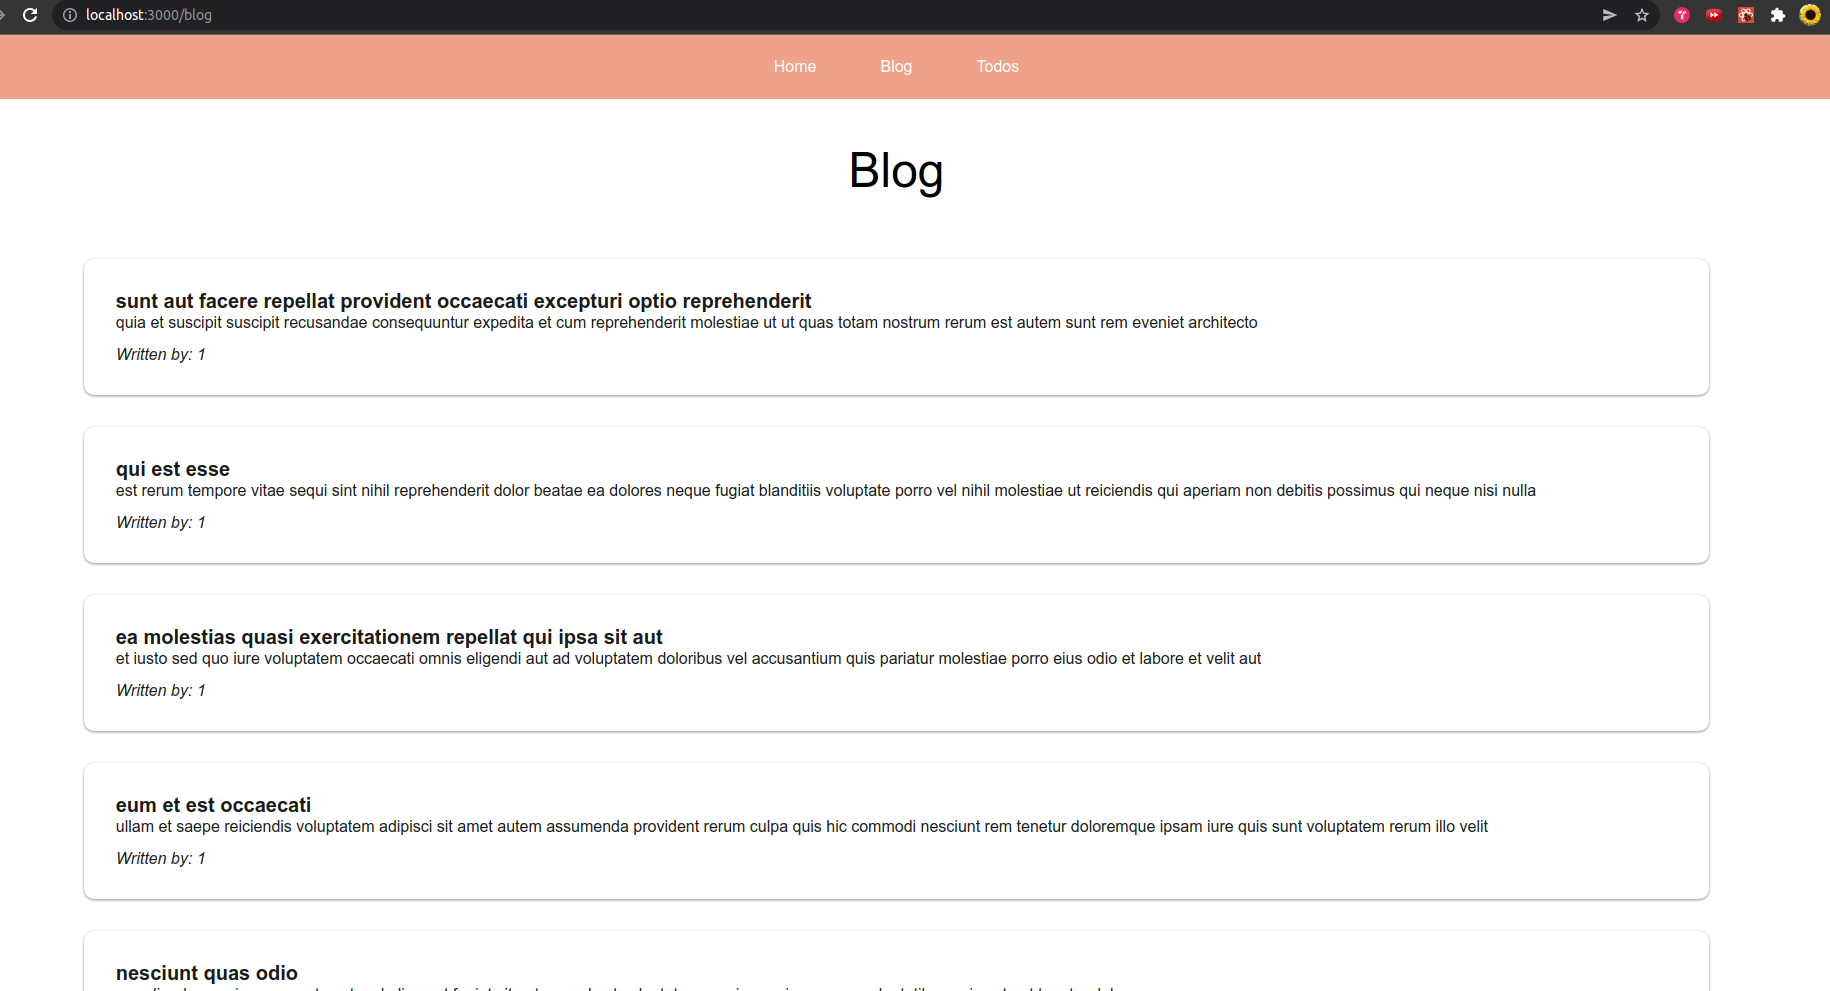 localhost:3000/blog
Home Blog Todos
Blog
sunt aut facere repellat provident occaecati excepturi optio reprehenderit
quia et suscipit suscipit recusandae consequuntur expedita et cum reprehenderit molestiae ut ut quas totam nostrum rerum est autem sunt rem eveniet architecto
Written by: 1
qui est esse
est rerum tempore vitae sequi sint nihil reprehenderit dolor beatae ea dolores neque fugiat blanditiis voluptate porro vel nihil molestiae ut reiciendis qui aperiam non debitis possimus qui neque nisi nulla
Written by: 1
ea molestias quasi exercitationem repellat qui ipsa sit aut
et iusto sed quo iure voluptatem occaecati omnis eligendi aut ad voluptatem doloribus vel accusantium quis pariatur molestiae porro eius odio et labore et velit aut
Written by: 1
eum et est occaecati
ullam et saepe reiciendis voluptatem adipisci sit amet autem assumenda provident rerum culpa quis hic commodi nesciunt rem tenetur doloremque ipsam iure quis sunt voluptatem rerum illo velit
Written by: 1
nesciunt quas odio